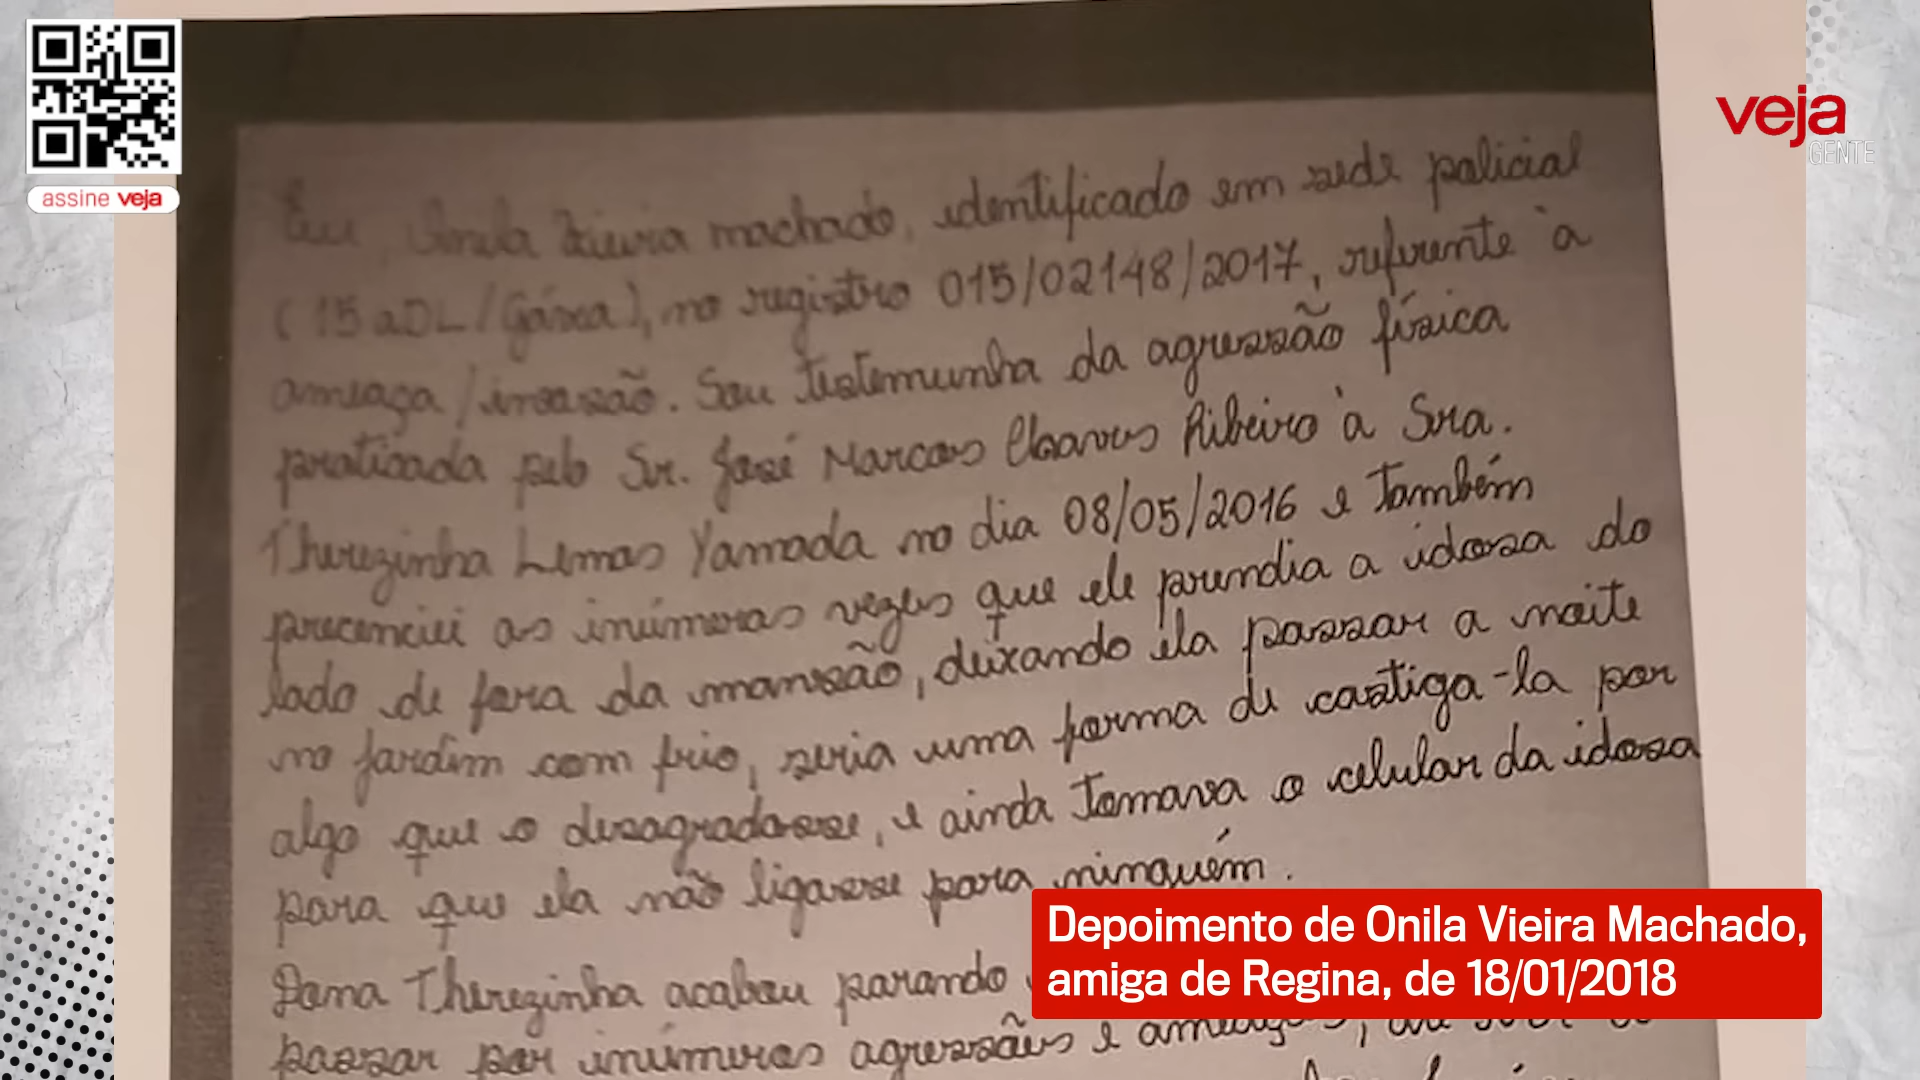 assine veja
veja
GENTE
Eu, Onila Vieira machado, identificado em sede policial
(15 aDL/Gávea), no registro 015/02148/2017, referente à
ameaça/invasão. Sou testemunha da agressão física
praticada pelo Sr. José Marcos Chaves Ribeiro à Sra.
Therezinha Lemos Yamada no dia 08/05/2016 e também
precenciei as inúmeras vezes que ele prendia a idosa do
lado de fora da mansão, deixando ela passar a noite
no jardim com frio, seria uma forma de castiga-la por
algo que o desagradasse, e ainda tomava o celular da idosa
para que ela não ligasse para ninguém.
Dona Therezinha acabou parando
passar por inúmeras agressões e ameaças,
Depoimento de Onila Vieira Machado,
amiga de Regina, de 18/01/2018